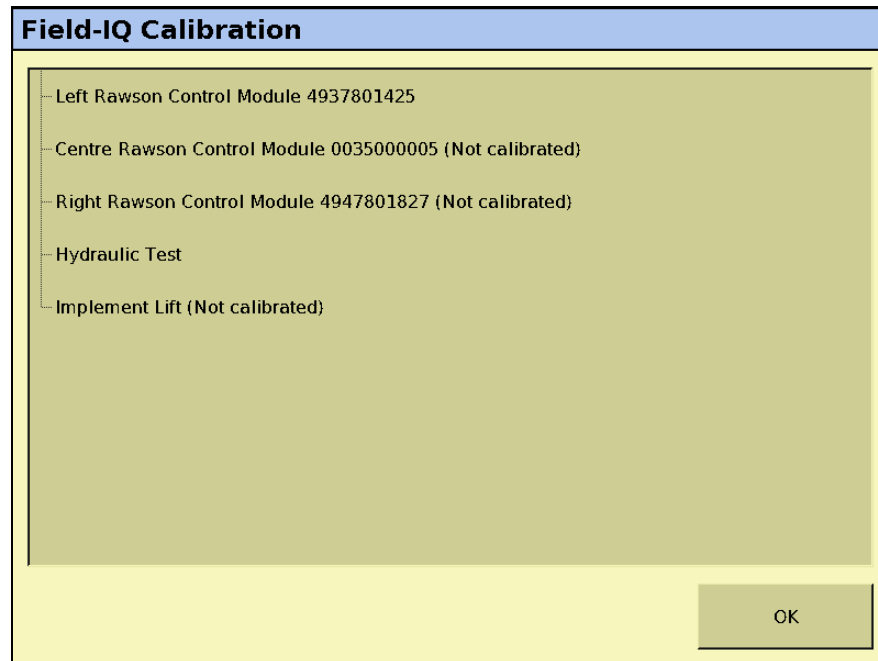 Field-IQ Calibration
Left Rawson Control Module 4937801425
Centre Rawson Control Module 0035000005 (Not calibrated)
Right Rawson Control Module 4947801827 (Not calibrated)
Hydraulic Test
Implement Lift (Not calibrated)
OK